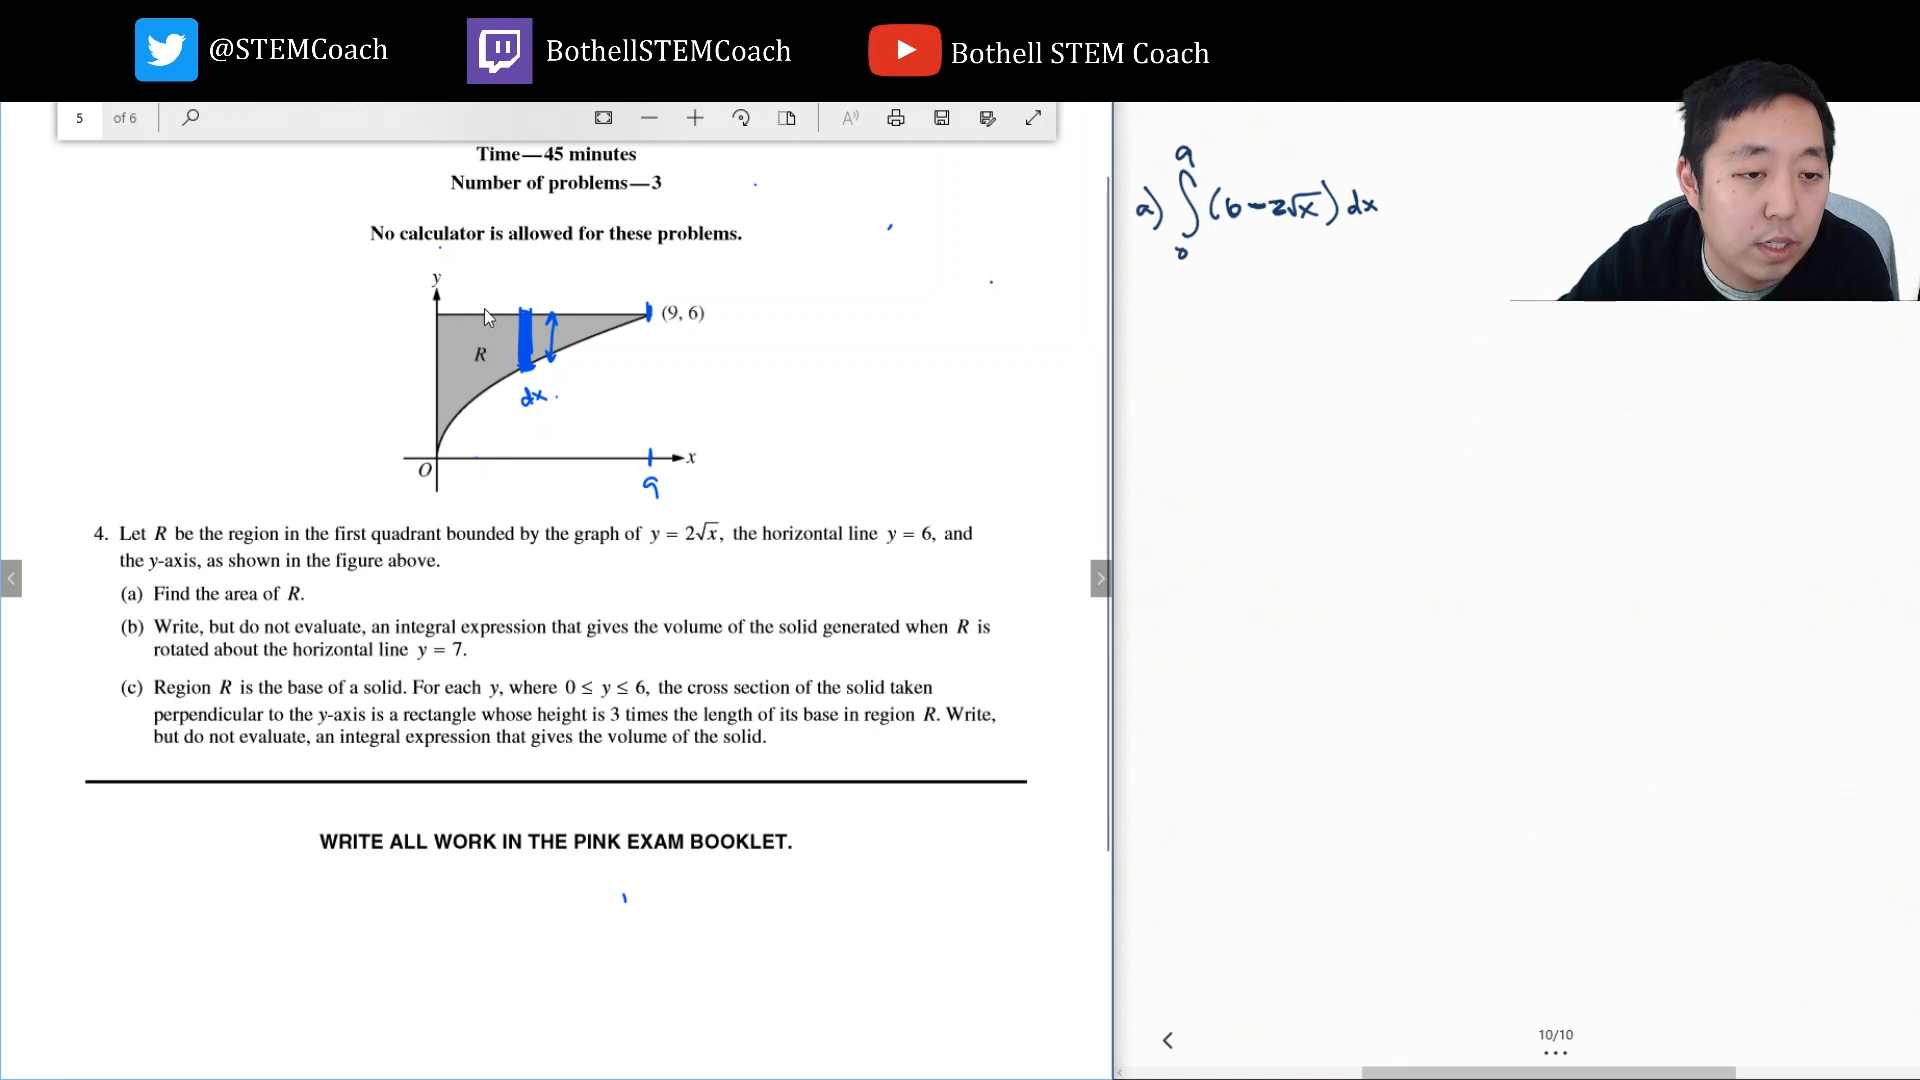 @STEMCoach
BothellSTEMCoach
Bothell STEM Coach
5 of 6
Time—45 minutes
Number of problems—3
No calculator is allowed for these problems.
y
(9, 6)
R
dx
x
O
9
4. Let R be the region in the first quadrant bounded by the graph of y = 2√x, the horizontal line y = 6, and
the y-axis, as shown in the figure above.
(a) Find the area of R.
(b) Write, but do not evaluate, an integral expression that gives the volume of the solid generated when R is
rotated about the horizontal line y = 7.
(c) Region R is the base of a solid. For each y, where 0 ≤ y ≤ 6, the cross section of the solid taken
perpendicular to the y-axis is a rectangle whose height is 3 times the length of its base in region R. Write,
but do not evaluate, an integral expression that gives the volume of the solid.
WRITE ALL WORK IN THE PINK EXAM BOOKLET.
9
a) ∫ (6-2√x) dx
0
10/10